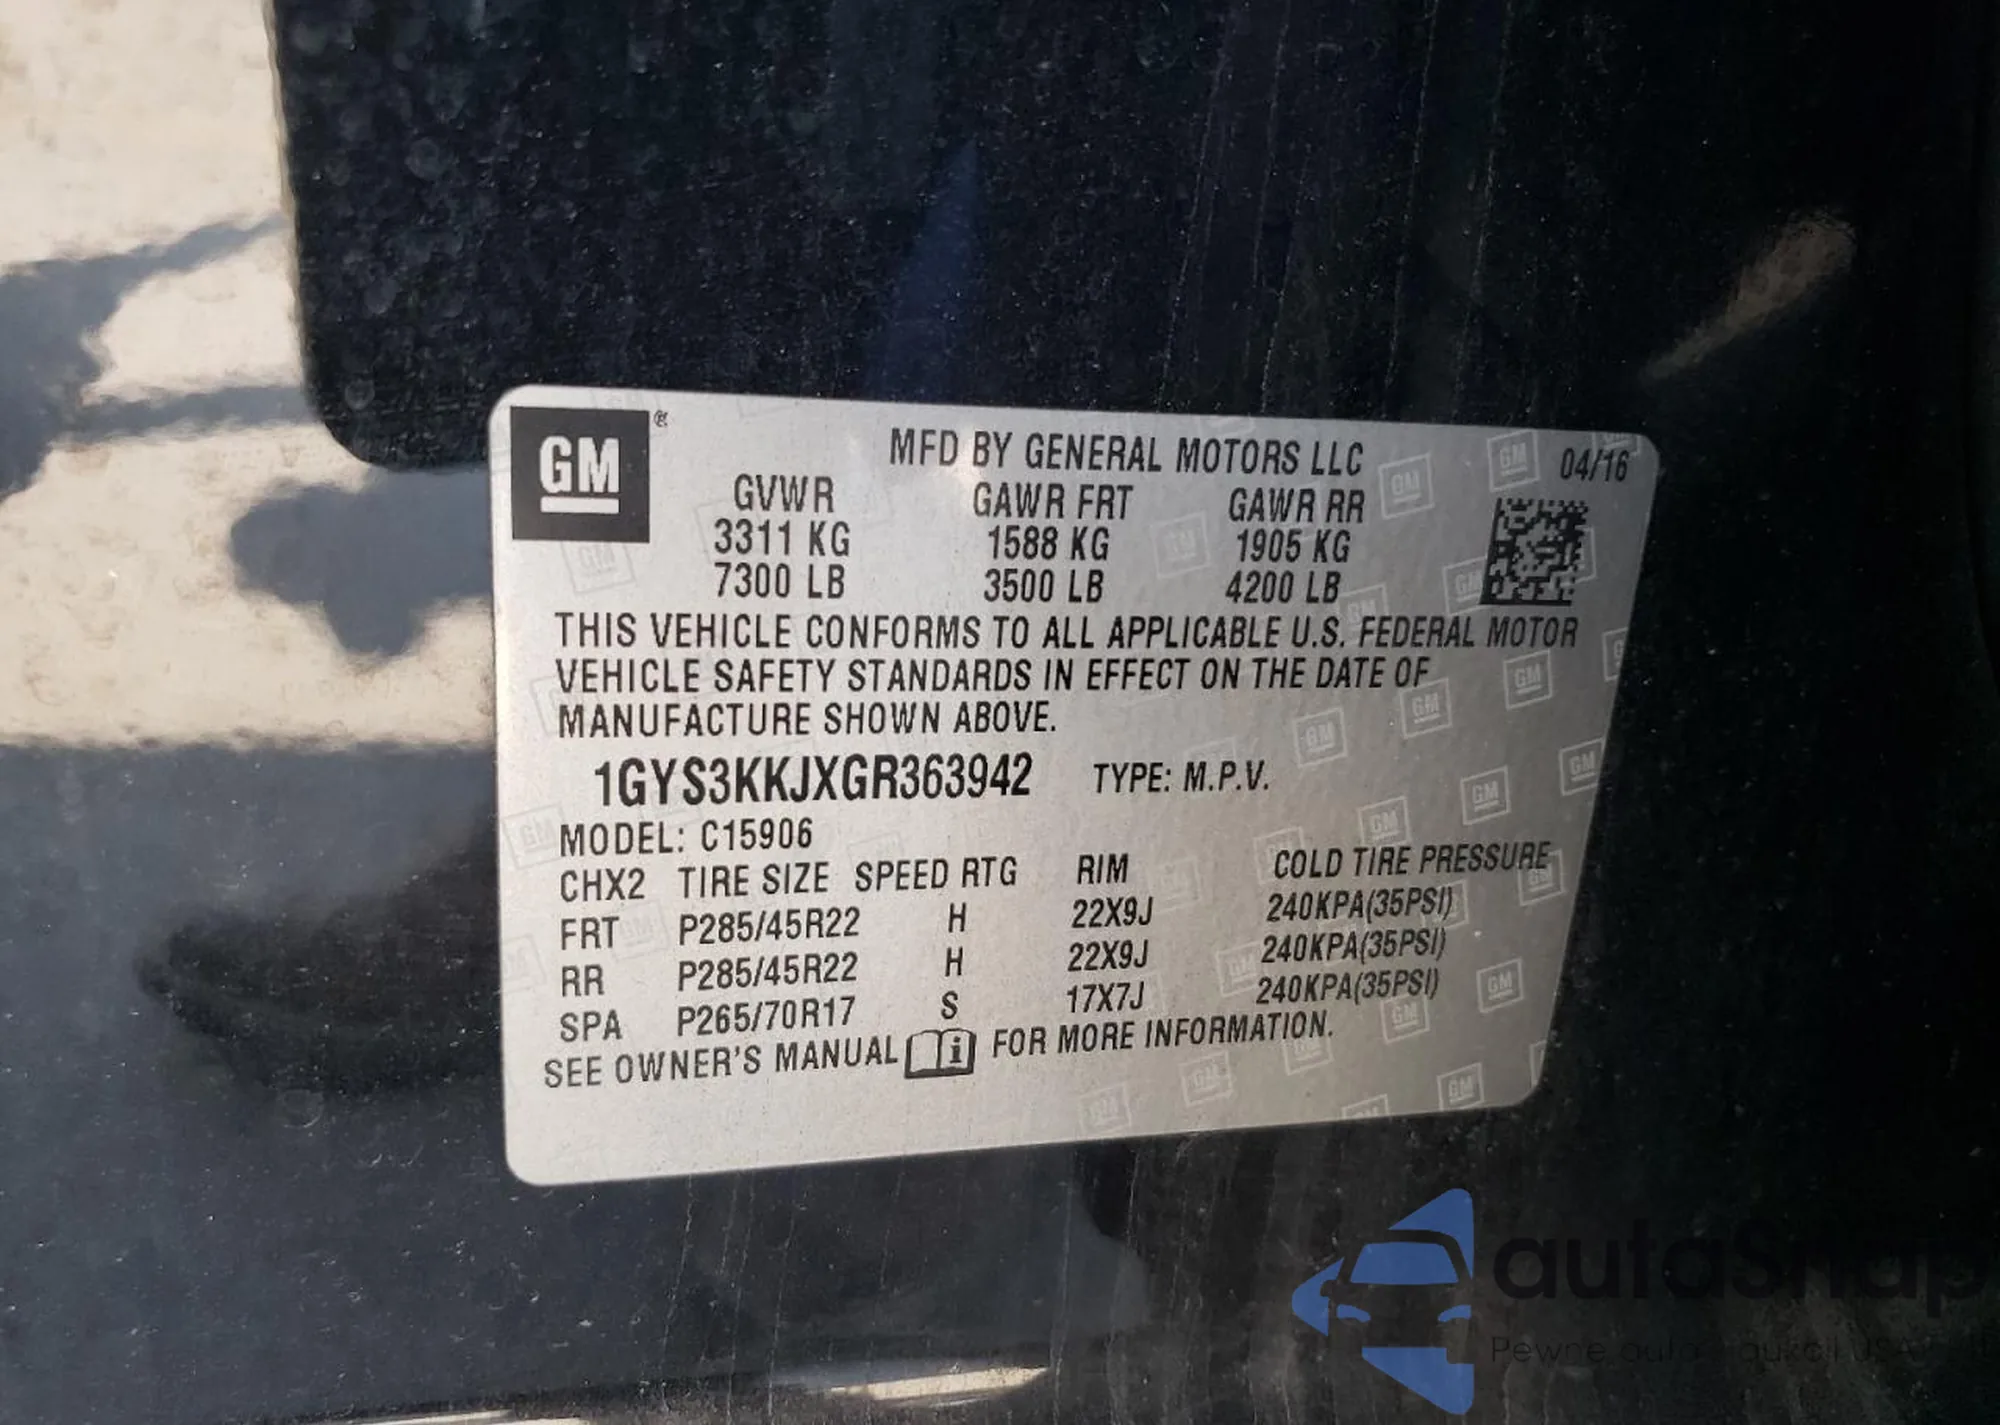 GM ®
MFD BY GENERAL MOTORS LLC 04/16
GVWR GAWR FRT GAWR RR
3311 KG 1588 KG 1905 KG
7300 LB 3500 LB 4200 LB
THIS VEHICLE CONFORMS TO ALL APPLICABLE U.S. FEDERAL MOTOR
VEHICLE SAFETY STANDARDS IN EFFECT ON THE DATE OF
MANUFACTURE SHOWN ABOVE.
1GYS3KKJXGR363942 TYPE: M.P.V.
MODEL: C15906
CHX2 TIRE SIZE SPEED RTG RIM COLD TIRE PRESSURE
FRT P285/45R22 H 22X9J 240KPA(35PSI)
RR P285/45R22 H 22X9J 240KPA(35PSI)
SPA P265/70R17 S 17X7J 240KPA(35PSI)
SEE OWNER'S MANUAL i FOR MORE INFORMATION.
autaSnap
Pewne auta